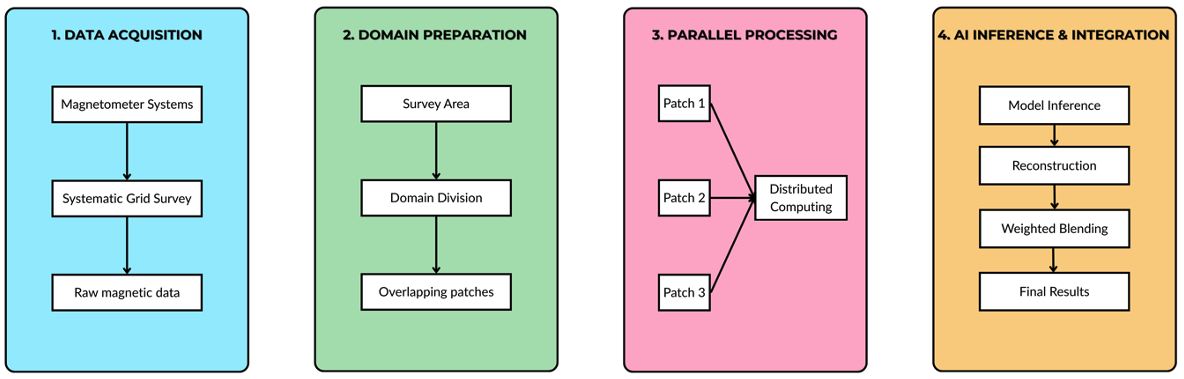 1. DATA ACQUISITION
Magnetometer Systems
Systematic Grid Survey
Raw magnetic data
2. DOMAIN PREPARATION
Survey Area
Domain Division
Overlapping patches
3. PARALLEL PROCESSING
Patch 1
Patch 2
Patch 3
Distributed
Computing
4. AI INFERENCE & INTEGRATION
Model Inference
Reconstruction
Weighted Blending
Final Results